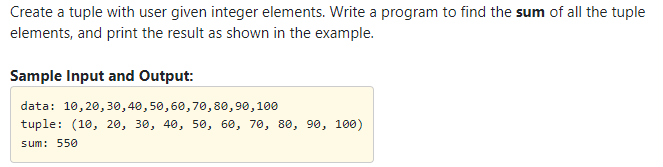 Create a tuple with user given integer elements. Write a program to find the sum of all the tuple
elements, and print the result as shown in the example.
Sample Input and Output:
data: 10,20,30,40,50,60,70,80,90,100
tuple: (10, 20, 30, 40, 50, 60, 70, 80, 90, 100)
sum: 550